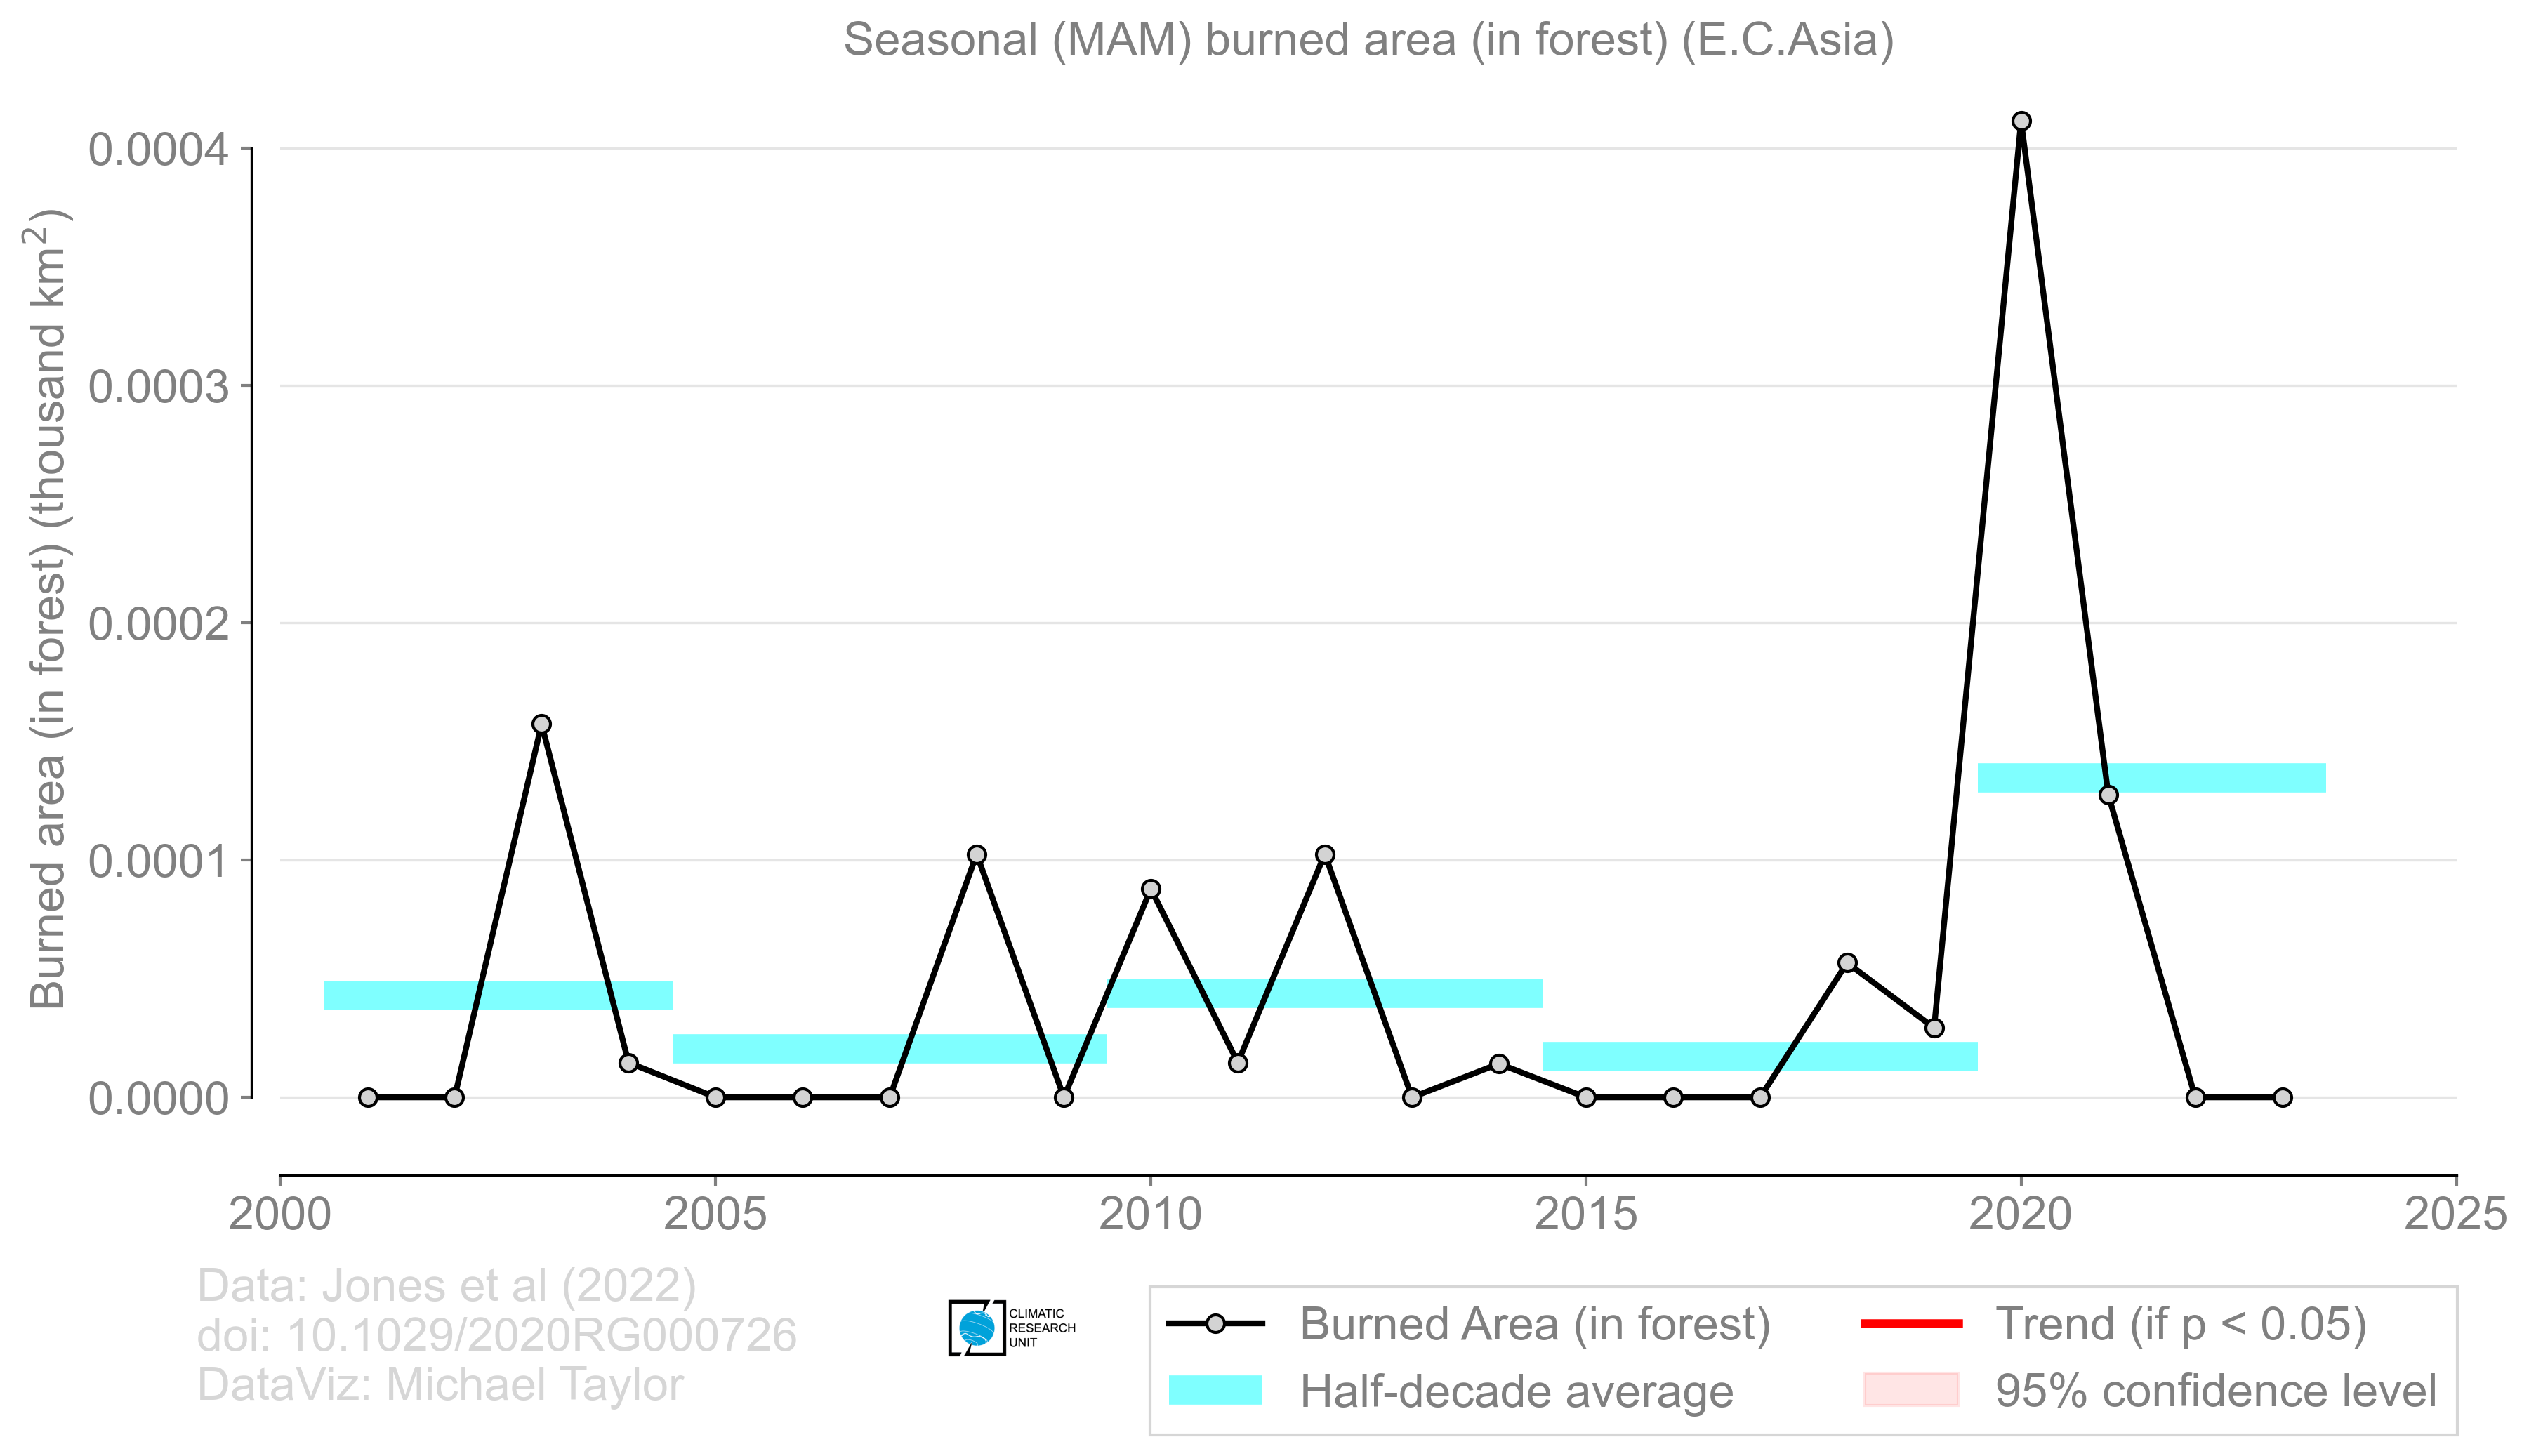 Seasonal (MAM) burned area (in forest) (E.C.Asia)
Burned area (in forest) (thousand km²)
0.0004
0.0003
0.0002
0.0001
0.0000
2000 2005 2010 2015 2020 2025
Data: Jones et al (2022)
doi: 10.1029/2020RG000726
DataViz: Michael Taylor
CLIMATIC
RESEARCH
UNIT
Burned Area (in forest)
Half-decade average
Trend (if p < 0.05)
95% confidence level